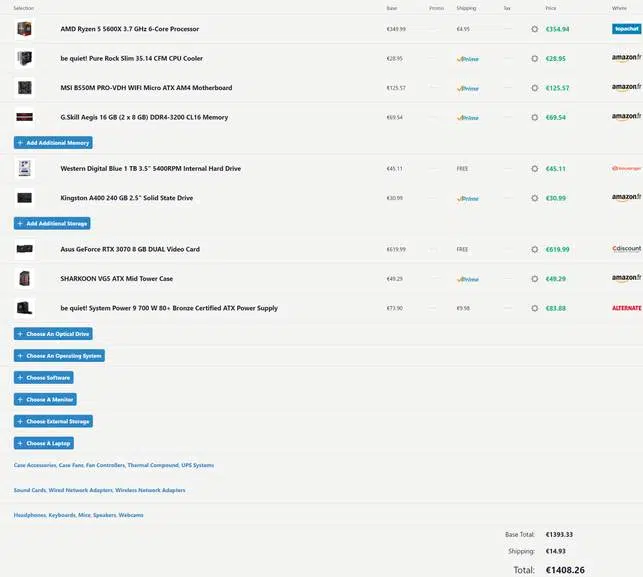 Selection Base Promo Shipping Tax Price Where
AMD Ryzen 5 5600X 3.7 GHz 6-Core Processor €349.99 — €4.95 — €354.94 topachat
be quiet! Pure Rock Slim 35.14 CFM CPU Cooler €28.95 — Prime — €28.95 amazon.fr
MSI B550M PRO-VDH WIFI Micro ATX AM4 Motherboard €125.57 — Prime — €125.57 amazon.fr
G.Skill Aegis 16 GB (2 x 8 GB) DDR4-3200 CL16 Memory €69.54 — Prime — €69.54 amazon.fr
+ Add Additional Memory
Western Digital Blue 1 TB 3.5" 5400RPM Internal Hard Drive €45.11 — FREE — €45.11
Kingston A400 240 GB 2.5" Solid State Drive €30.99 — Prime — €30.99 amazon.fr
+ Add Additional Storage
Asus GeForce RTX 3070 8 GB DUAL Video Card €619.99 — FREE — €619.99 Cdiscount
SHARKOON VG5 ATX Mid Tower Case €49.29 — Prime — €49.29 amazon.fr
be quiet! System Power 9 700 W 80+ Bronze Certified ATX Power Supply €73.90 — €9.98 — €83.88 ALTERNATE
+ Choose An Optical Drive
+ Choose An Operating System
+ Choose Software
+ Choose A Monitor
+ Choose External Storage
+ Choose A Laptop
Case Accessories, Case Fans, Fan Controllers, Thermal Compound, UPS Systems
Sound Cards, Wired Network Adapters, Wireless Network Adapters
Headphones, Keyboards, Mice, Speakers, Webcams
Base Total: €1393.33
Shipping: €14.93
Total: €1408.26